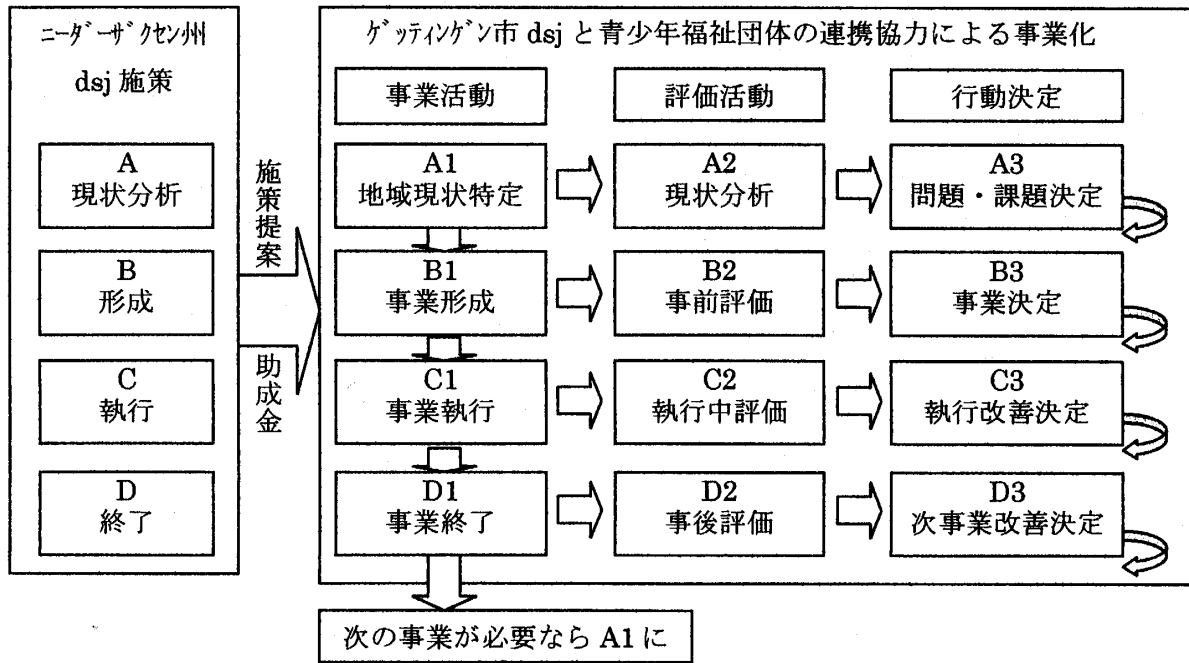 ﾆｰﾀﾞｰｻﾞｸｾﾝ州
dsj 施策
A
現状分析
B
形成
C
執行
D
終了
施策提案
助成金
ｹﾞｯﾃｨﾝｹﾞﾝ市 dsj と青少年福祉団体の連携協力による事業化
事業活動
評価活動
行動決定
A1
地域現状特定
A2
現状分析
A3
問題・課題決定
B1
事業形成
B2
事前評価
B3
事業決定
C1
事業執行
C2
執行中評価
C3
執行改善決定
D1
事業終了
D2
事後評価
D3
次事業改善決定
次の事業が必要なら A1 に